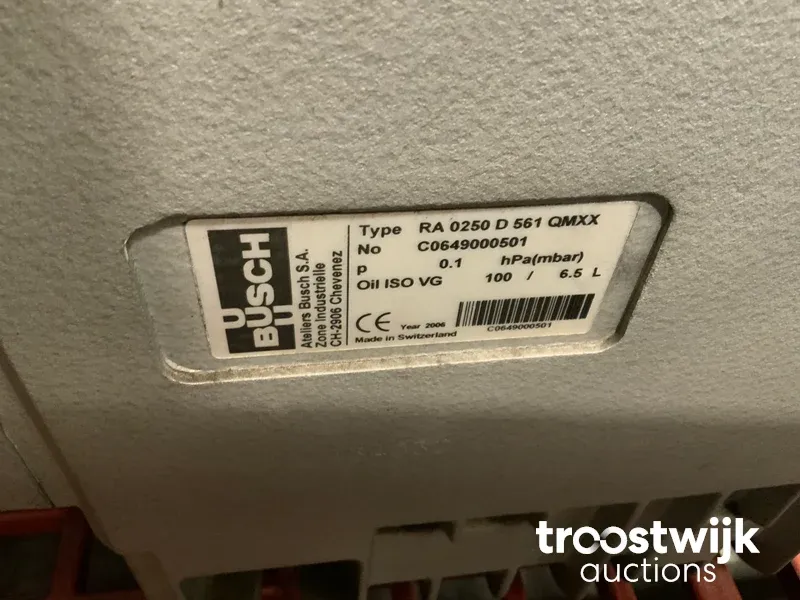 U
BUSCH
U
Ateliers Busch S.A.
Zone Industrielle
CH-2906 Chevenez
Type RA 0250 D 561 QMXX
No C0649000501
p 0.1 hPa(mbar)
Oil ISO VG 100 / 6.5 L
CE Year 2006
Made in Switzerland
C0649000501
troostwijk
auctions